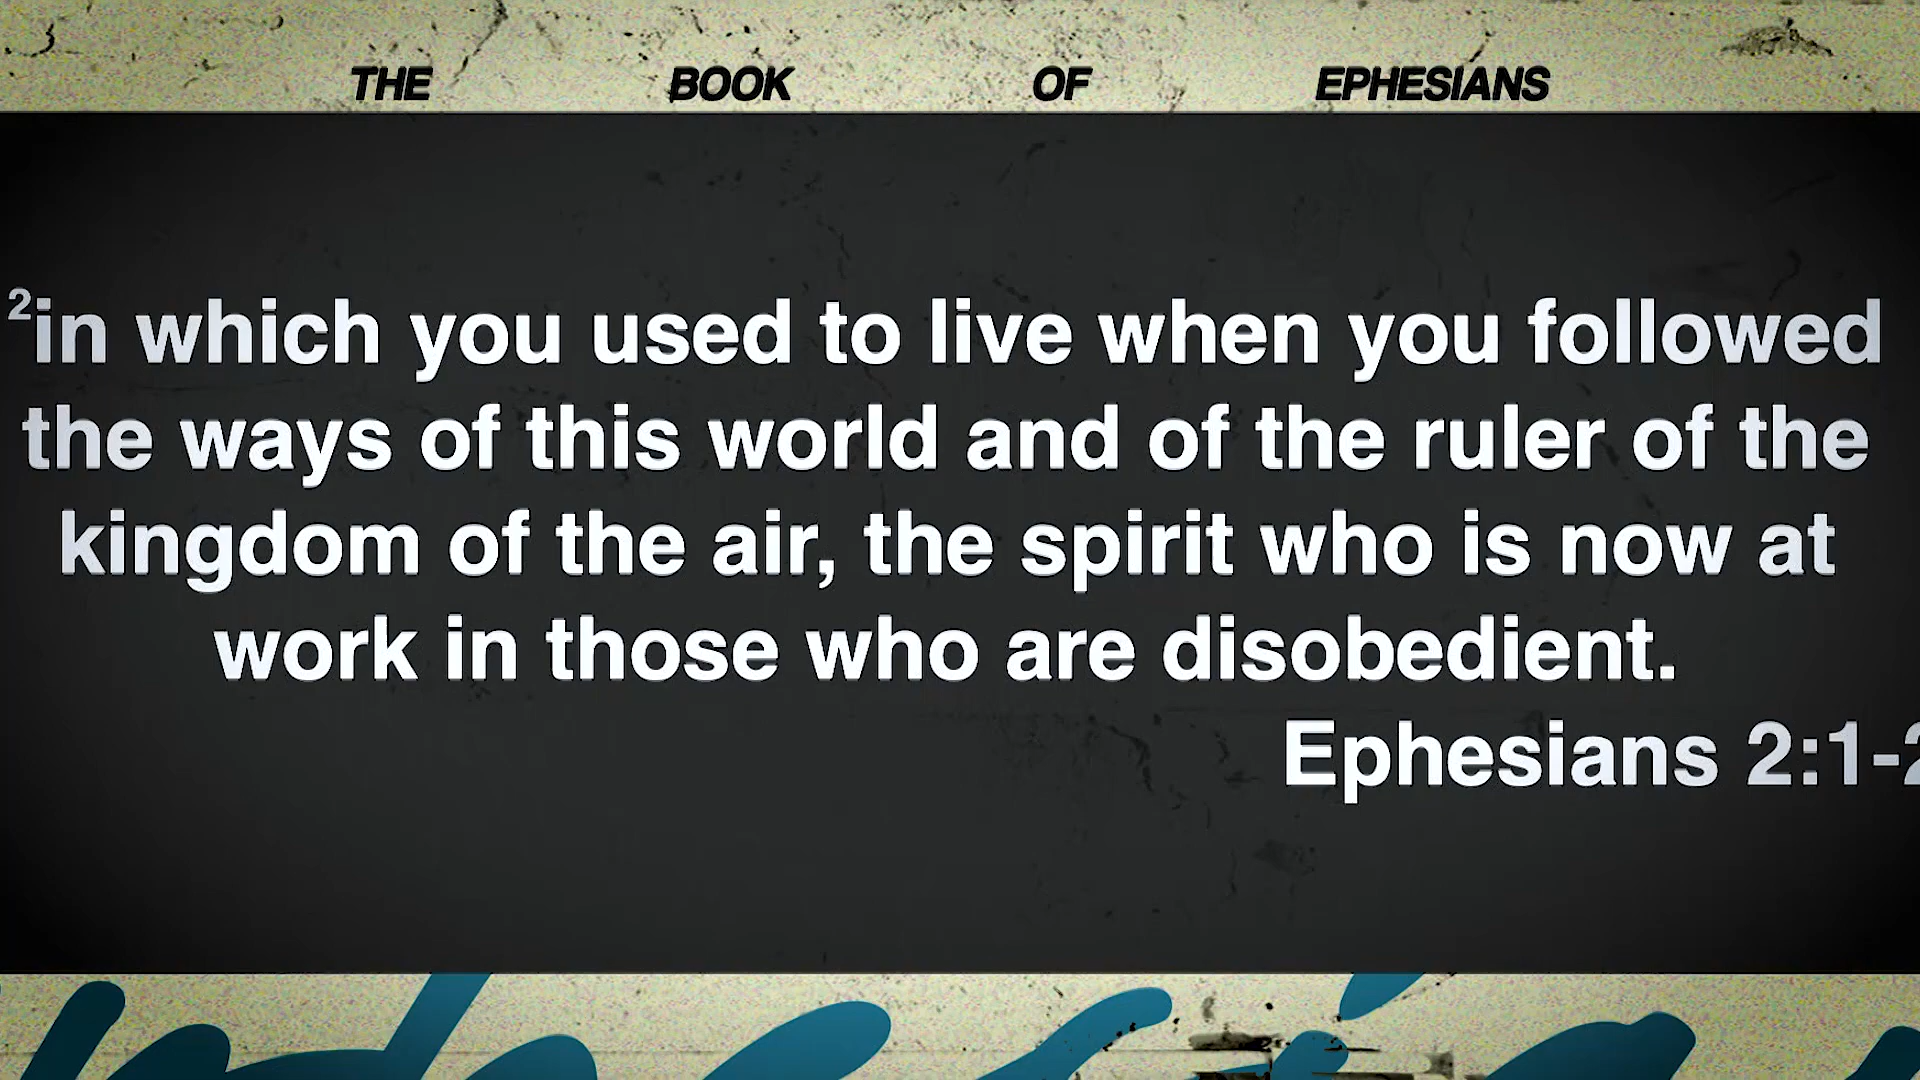 THE BOOK OF EPHESIANS
²in which you used to live when you followed
the ways of this world and of the ruler of the
kingdom of the air, the spirit who is now at
work in those who are disobedient.
Ephesians 2:1-2